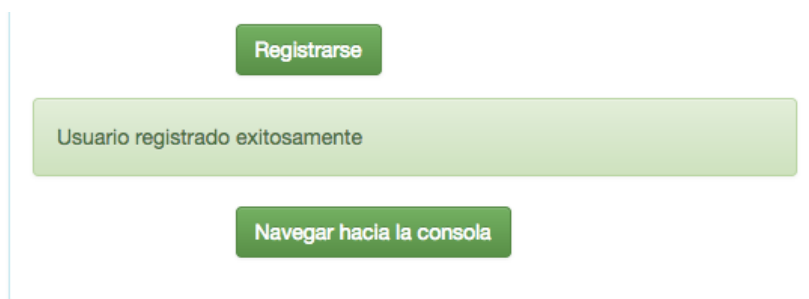 Registrarse
Usuario registrado exitosamente
Navegar hacia la consola